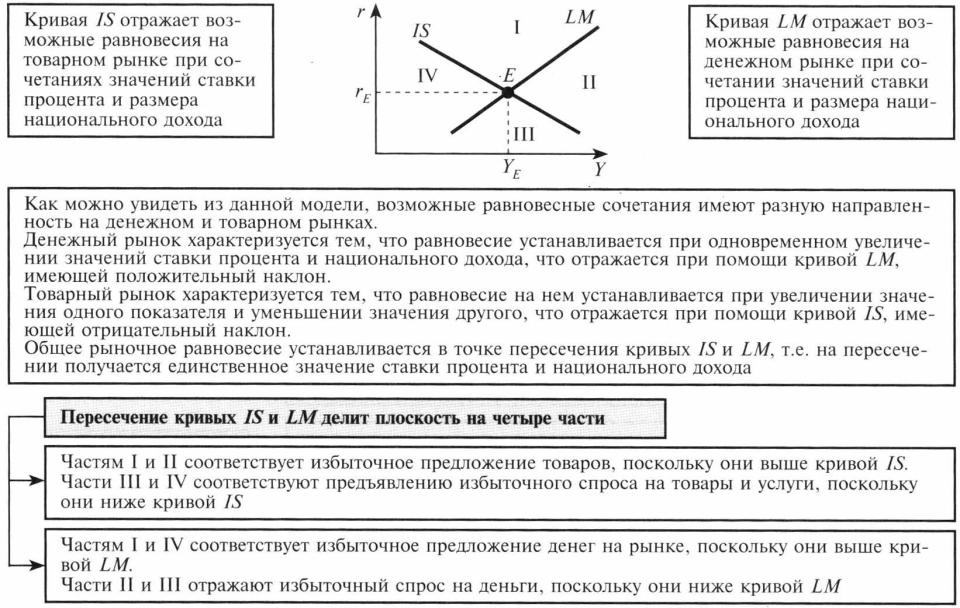 Кривая IS отражает воз-
можные равновесия на
товарном рынке при со-
четаниях значений ставки
процента и размера
национального дохода
r
IS
I
LM
IV
E
II
r_E
III
Y_E
Y
Кривая LM отражает воз-
можные равновесия на
денежном рынке при
сочетании значений ставки
процента и размера наци-
онального дохода
Как можно увидеть из данной модели, возможные равновесные сочетания имеют разную направлен-
ность на денежном и товарном рынках.
Денежный рынок характеризуется тем, что равновесие устанавливается при одновременном увеличе-
нии значений ставки процента и национального дохода, что отражается при помощи кривой LM,
имеющей положительный наклон.
Товарный рынок характеризуется тем, что равновесие на нем устанавливается при увеличении значе-
ния одного показателя и уменьшении значения другого, что отражается при помощи кривой IS, име-
ющей отрицательный наклон.
Общее рыночное равновесие устанавливается в точке пересечения кривых IS и LM, т.е. на пересече-
нии получается единственное значение ставки процента и национального дохода
Пересечение кривых IS и LM делит плоскость на четыре части
Частям I и II соответствует избыточное предложение товаров, поскольку они выше кривой IS.
Части III и IV соответствуют предъявлению избыточного спроса на товары и услуги, поскольку
они ниже кривой IS
Частям I и IV соответствует избыточное предложение денег на рынке, поскольку они выше кри-
вой LM.
Части II и III отражают избыточный спрос на деньги, поскольку они ниже кривой LM